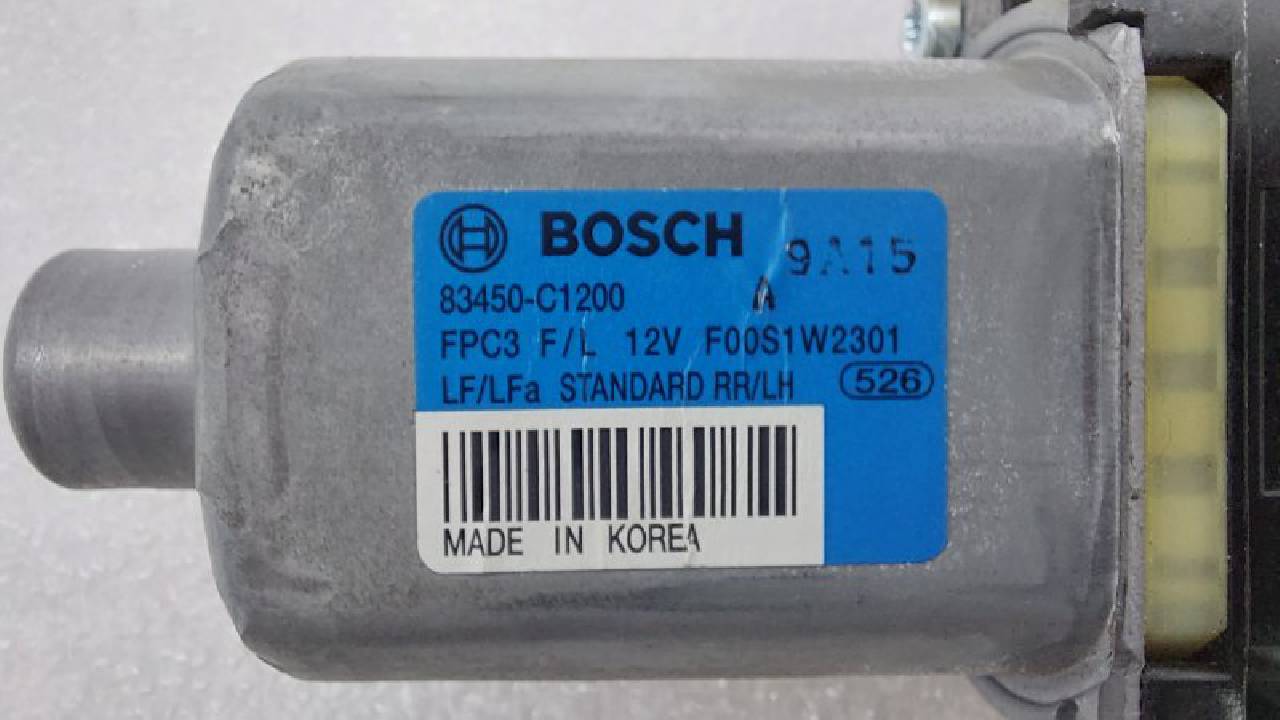 BOSCH 9A15
83450-C1200 A
FPC3 F/L 12V F00S1W2301
LF/LFa STANDARD RR/LH 526
MADE IN KOREA